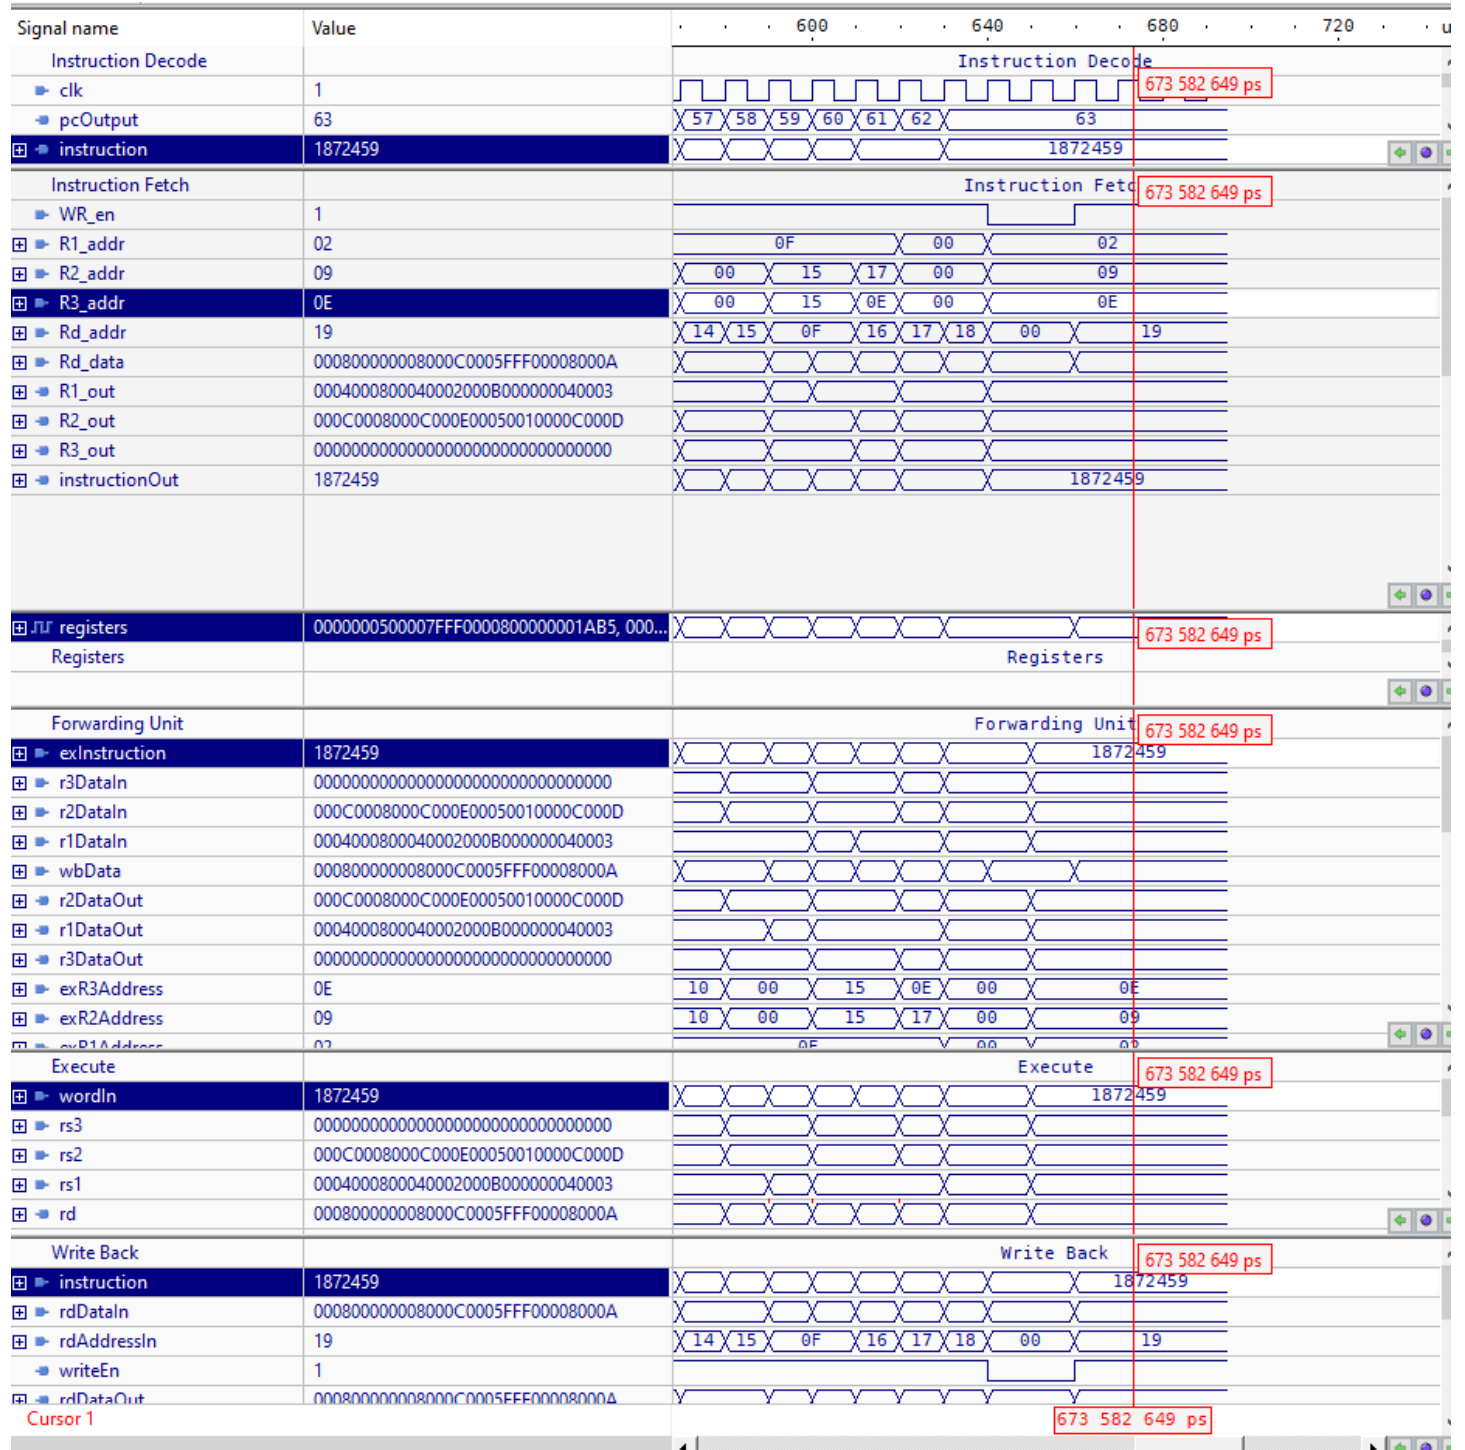 Signal name Value 600 640 680 720 u
Instruction Decode Instruction Decode
673 582 649 ps
clk 1
pcOutput 63 57 58 59 60 61 62 63
instruction 1872459 1872459
Instruction Fetch Instruction Fetc
673 582 649 ps
WR_en 1
R1_addr 02 0F 00 02
R2_addr 09 00 15 17 00 09
R3_addr 0E 00 15 0E 00 0E
Rd_addr 19 14 15 0F 16 17 18 00 19
Rd_data 000800000008000C0005FFF00008000A
R1_out 0004000800040002000B000000040003
R2_out 000C0008000C000E00050010000C000D
R3_out 00000000000000000000000000000000
instructionOut 1872459 1872459
registers 0000000500007FFF0000800000001AB5, 000...
673 582 649 ps
Registers Registers
Forwarding Unit Forwarding Unit
673 582 649 ps
exInstruction 1872459 1872459
r3DataIn 00000000000000000000000000000000
r2DataIn 000C0008000C000E00050010000C000D
r1DataIn 0004000800040002000B000000040003
wbData 000800000008000C0005FFF00008000A
r2DataOut 000C0008000C000E00050010000C000D
r1DataOut 0004000800040002000B000000040003
r3DataOut 00000000000000000000000000000000
exR3Address 0E 10 00 15 0E 00 0E
exR2Address 09 10 00 15 17 00 09
exR1Address 02 0F 00 02
Execute Execute
673 582 649 ps
wordIn 1872459 1872459
rs3 00000000000000000000000000000000
rs2 000C0008000C000E00050010000C000D
rs1 0004000800040002000B000000040003
rd 000800000008000C0005FFF00008000A
Write Back Write Back
673 582 649 ps
instruction 1872459 1872459
rdDataIn 000800000008000C0005FFF00008000A
rdAddressIn 19 14 15 0F 16 17 18 00 19
writeEn 1
rdDataOut 000800000008000C0005FFF00008000A
Cursor 1 673 582 649 ps